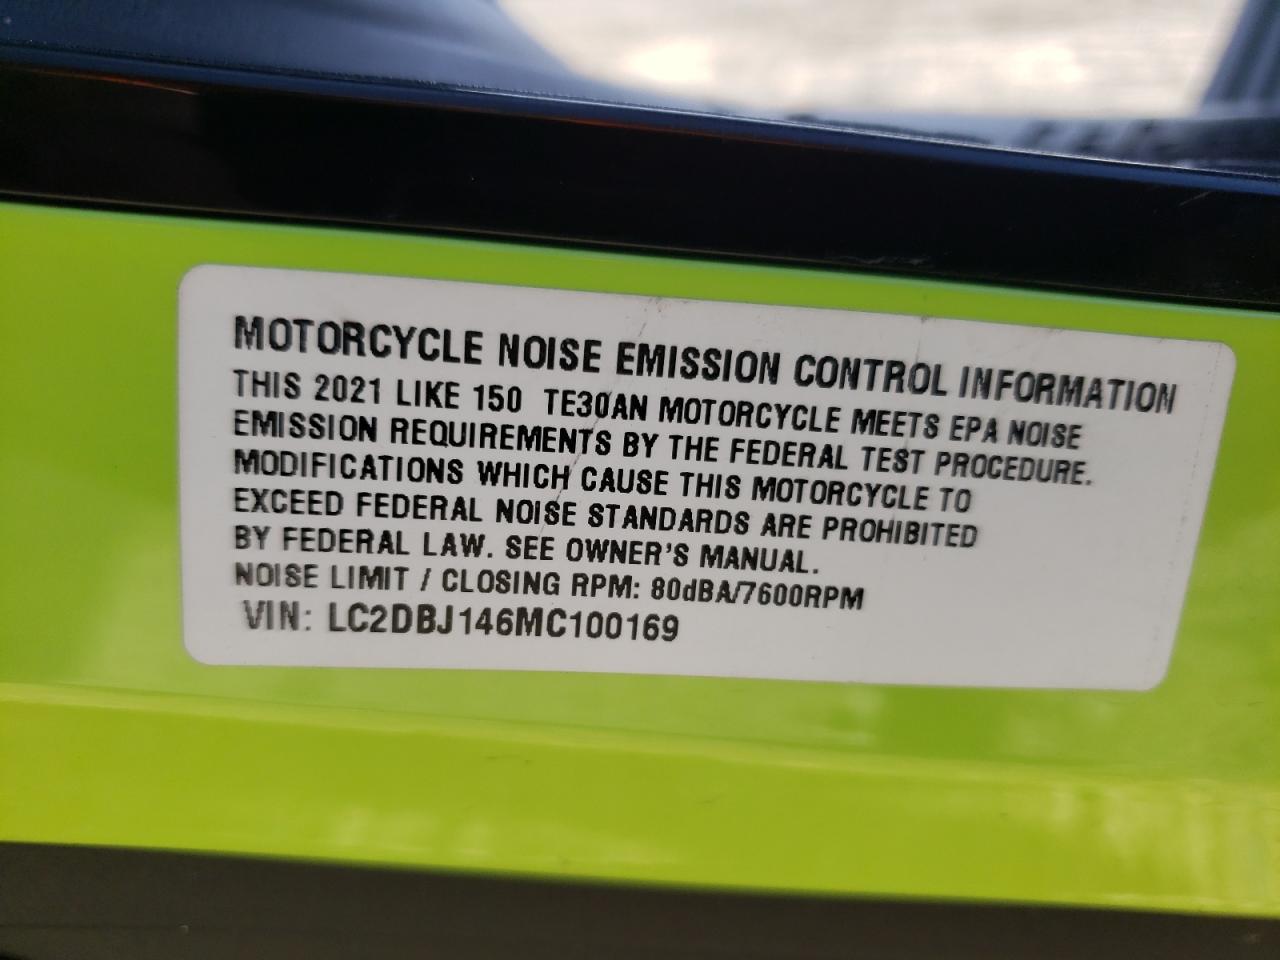 MOTORCYCLE NOISE EMISSION CONTROL INFORMATION
THIS 2021 LIKE 150 TE30AN MOTORCYCLE MEETS EPA NOISE
EMISSION REQUIREMENTS BY THE FEDERAL TEST PROCEDURE.
MODIFICATIONS WHICH CAUSE THIS MOTORCYCLE TO
EXCEED FEDERAL NOISE STANDARDS ARE PROHIBITED
BY FEDERAL LAW. SEE OWNER'S MANUAL.
NOISE LIMIT / CLOSING RPM: 80dBA/7600RPM
VIN: LC2DBJ146MC100169